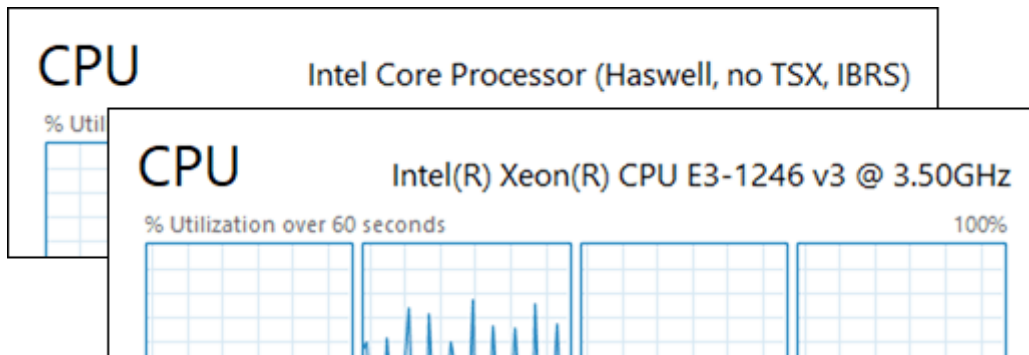 CPU
Intel Core Processor (Haswell, no TSX, IBRS)
% Util
CPU
Intel(R) Xeon(R) CPU E3-1246 v3 @ 3.50GHz
% Utilization over 60 seconds
100%